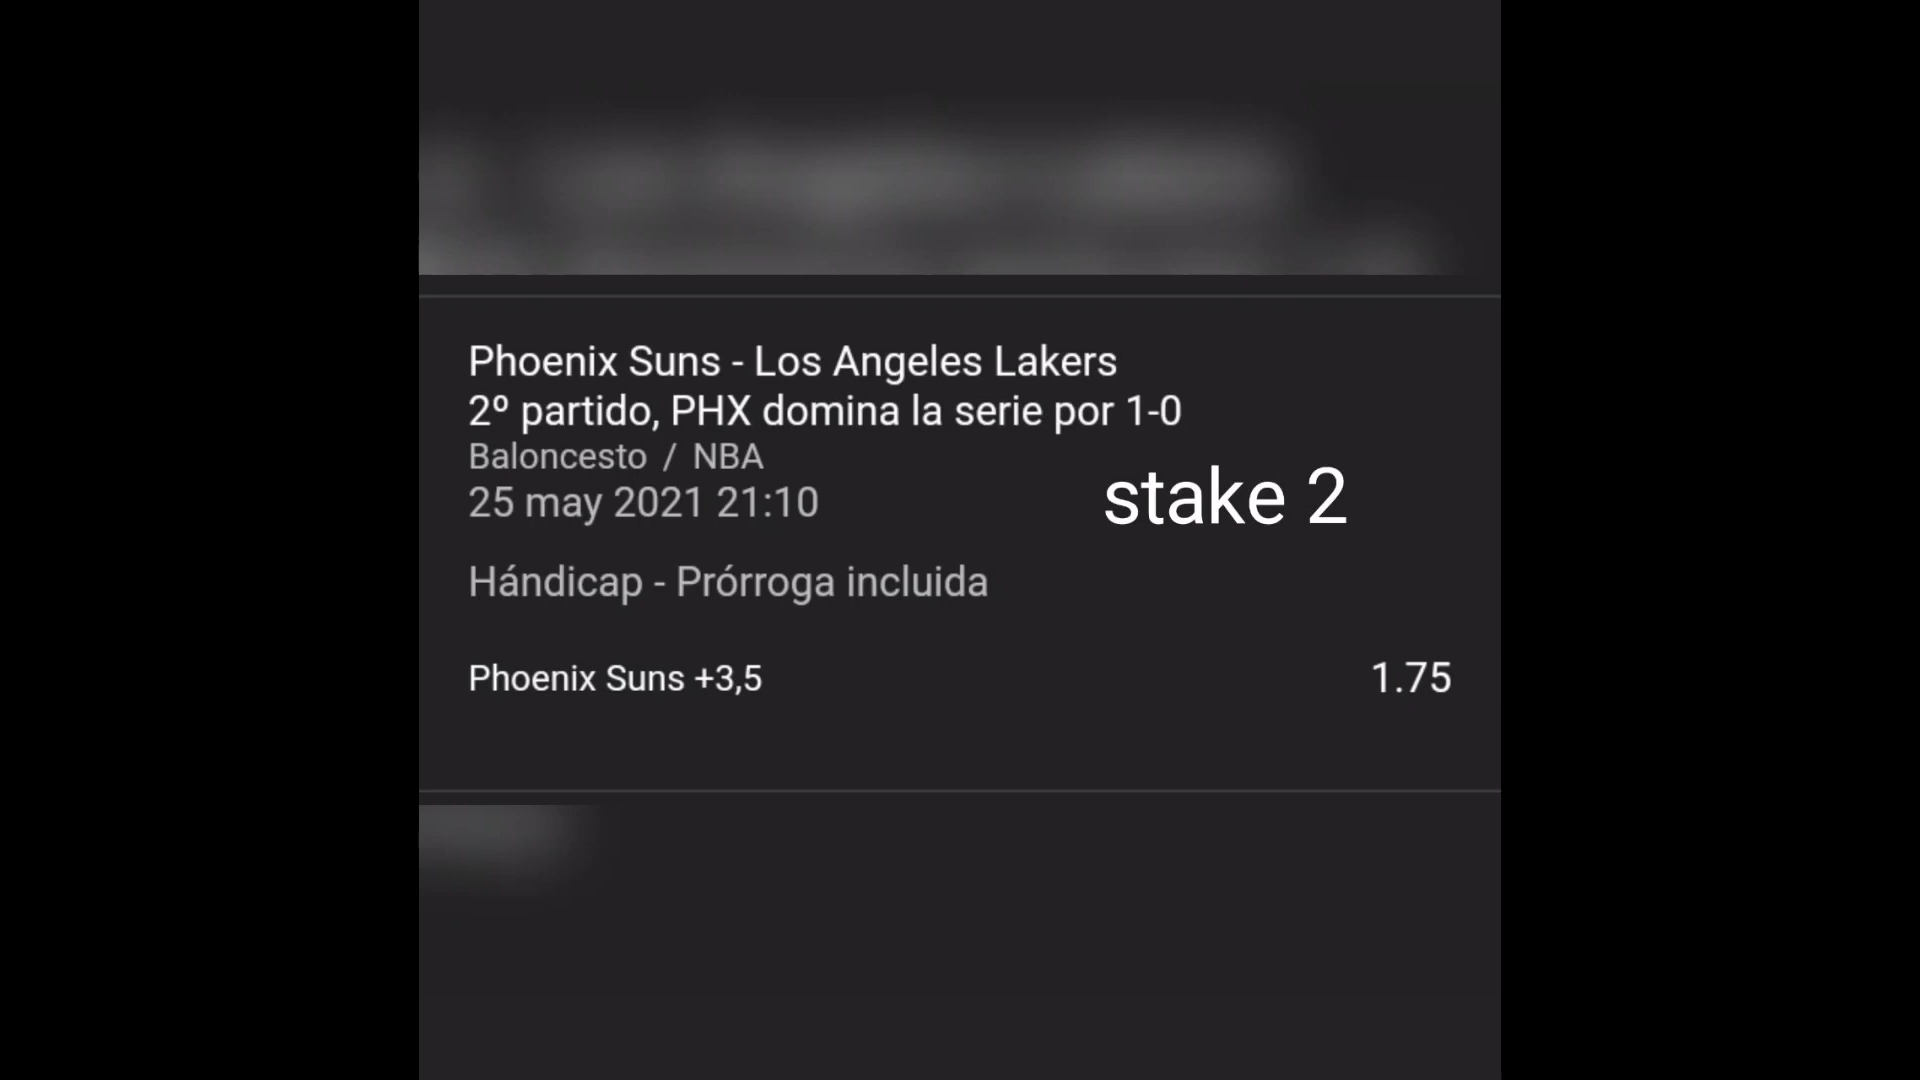 Phoenix Suns - Los Angeles Lakers
2º partido, PHX domina la serie por 1-0
Baloncesto / NBA
25 may 2021 21:10
stake 2
Hándicap - Prórroga incluida
Phoenix Suns +3,5 1.75